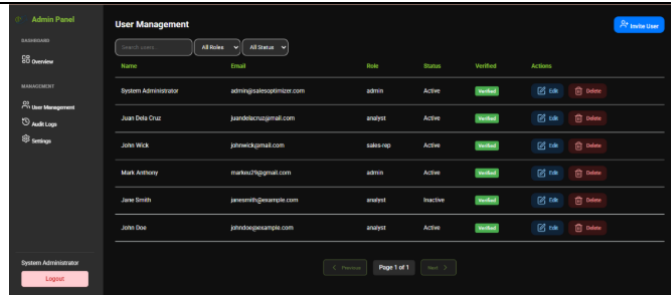 Admin Panel
DASHBOARD
Overview
MANAGEMENT
User Management
Audit Logs
Settings
System Administrator
Logout
User Management
Invite User
Search users...
All Roles
All Status
Name Email Role Status Verified Actions
System Administrator admin@salesoptimizer.com admin Active Verified Edit Delete
Juan Dela Cruz juandelacruz@gmail.com analyst Active Verified Edit Delete
John Wick johnwick@gmail.com sales-rep Active Verified Edit Delete
Mark Anthony markeu29@gmail.com admin Active Verified Edit Delete
Jane Smith janesmith@example.com analyst Inactive Verified Edit Delete
John Doe johndoe@example.com analyst Active Verified Edit Delete
< Previous Page 1 of 1 Next >